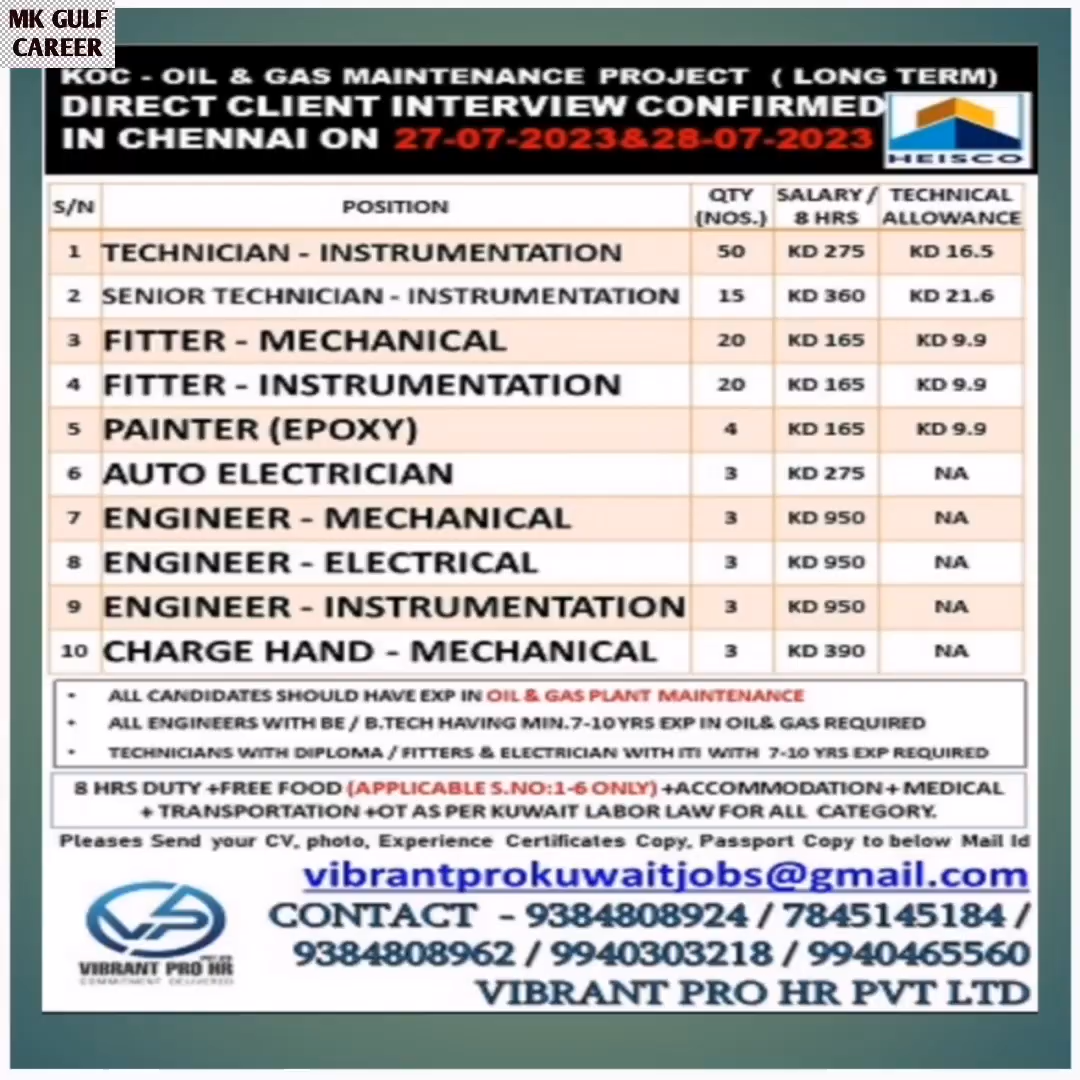 MK GULF
CAREER
KOC - OIL & GAS MAINTENANCE PROJECT ( LONG TERM)
DIRECT CLIENT INTERVIEW CONFIRMED
IN CHENNAI ON 27-07-2023&28-07-2023
HEISCO
S/N POSITION QTY (NOS.) SALARY / 8 HRS TECHNICAL ALLOWANCE
1 TECHNICIAN - INSTRUMENTATION 50 KD 275 KD 16.5
2 SENIOR TECHNICIAN - INSTRUMENTATION 15 KD 360 KD 21.6
3 FITTER - MECHANICAL 20 KD 165 KD 9.9
4 FITTER - INSTRUMENTATION 20 KD 165 KD 9.9
5 PAINTER (EPOXY) 4 KD 165 KD 9.9
6 AUTO ELECTRICIAN 3 KD 275 NA
7 ENGINEER - MECHANICAL 3 KD 950 NA
8 ENGINEER - ELECTRICAL 3 KD 950 NA
9 ENGINEER - INSTRUMENTATION 3 KD 950 NA
10 CHARGE HAND - MECHANICAL 3 KD 390 NA
• ALL CANDIDATES SHOULD HAVE EXP IN OIL & GAS PLANT MAINTENANCE
• ALL ENGINEERS WITH BE / B.TECH HAVING MIN.7-10 YRS EXP IN OIL& GAS REQUIRED
• TECHNICIANS WITH DIPLOMA / FITTERS & ELECTRICIAN WITH ITI WITH 7-10 YRS EXP REQUIRED
8 HRS DUTY +FREE FOOD (APPLICABLE S.NO:1-6 ONLY) +ACCOMMODATION+ MEDICAL
+ TRANSPORTATION +OT AS PER KUWAIT LABOR LAW FOR ALL CATEGORY.
Pleases Send your CV, photo, Experience Certificates Copy, Passport Copy to below Mail Id
vibrantprokuwaitjobs@gmail.com
CONTACT - 9384808924 / 7845145184 /
9384808962 / 9940303218 / 9940465560
VIBRANT PRO HR PVT LTD
VIBRANT PRO HR
COMMITMENT DELIVERED